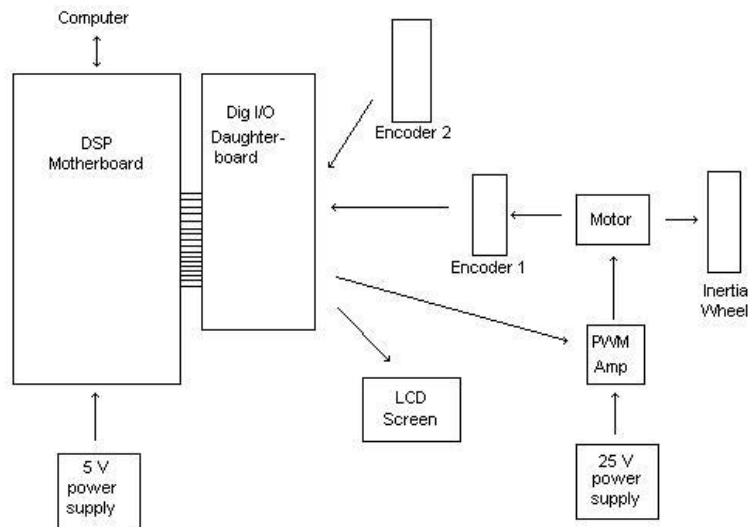 Computer
DSP
Motherboard
Dig I/O
Daughter-
board
Encoder 2
Encoder 1
Motor
Inertia
Wheel
PWM
Amp
LCD
Screen
5 V
power
supply
25 V
power
supply